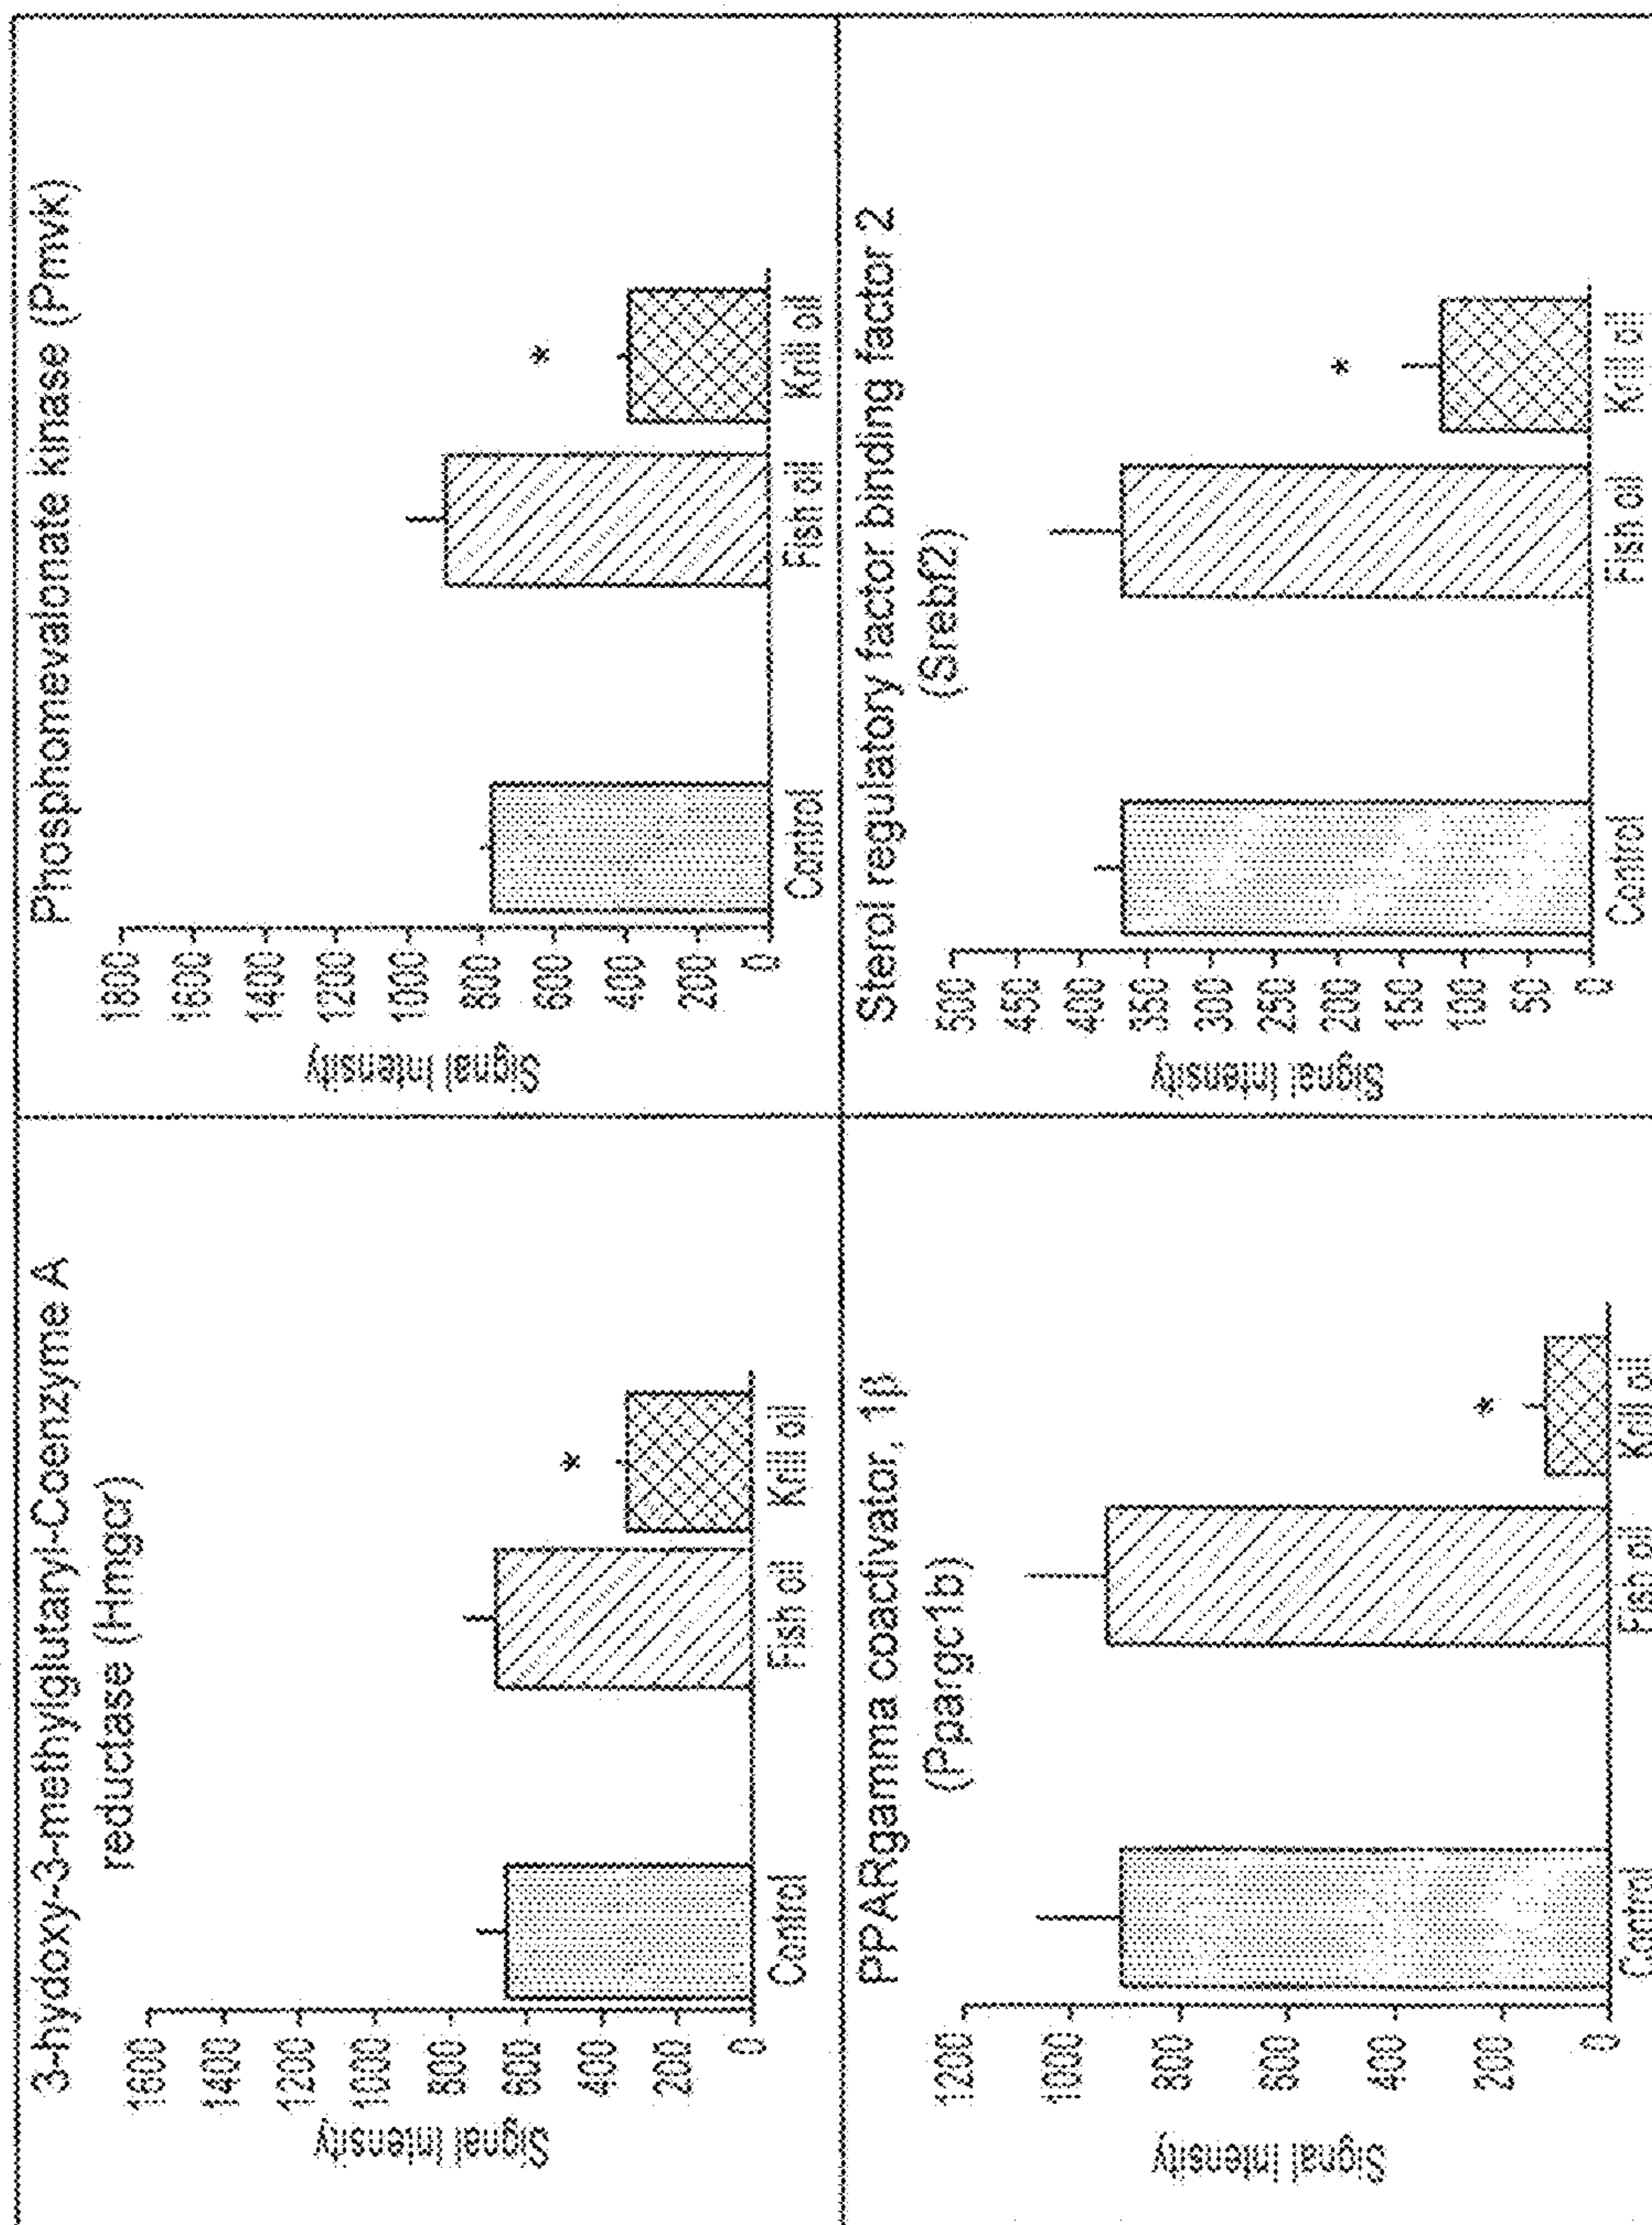 3-hydoxy-3-methylglutaryl-Coenzyme A
reductase (Hmgcr)
Signal Intensity
1600
1400
1200
1000
800
600
400
200
0
*
Control
Fish oil
Krill oil
Phosphomevalonate kinase (Pmvk)
Signal Intensity
1800
1600
1400
1200
1000
800
600
400
200
0
*
Control
Fish oil
Krill oil
PPARgamma coactivator, 1β
(Ppargc1b)
Signal Intensity
1200
1000
800
600
400
200
0
*
Control
Fish oil
Krill oil
Sterol regulatory factor binding factor 2
(Srebf2)
Signal Intensity
500
450
400
350
300
250
200
150
100
50
0
*
Control
Fish oil
Krill oil